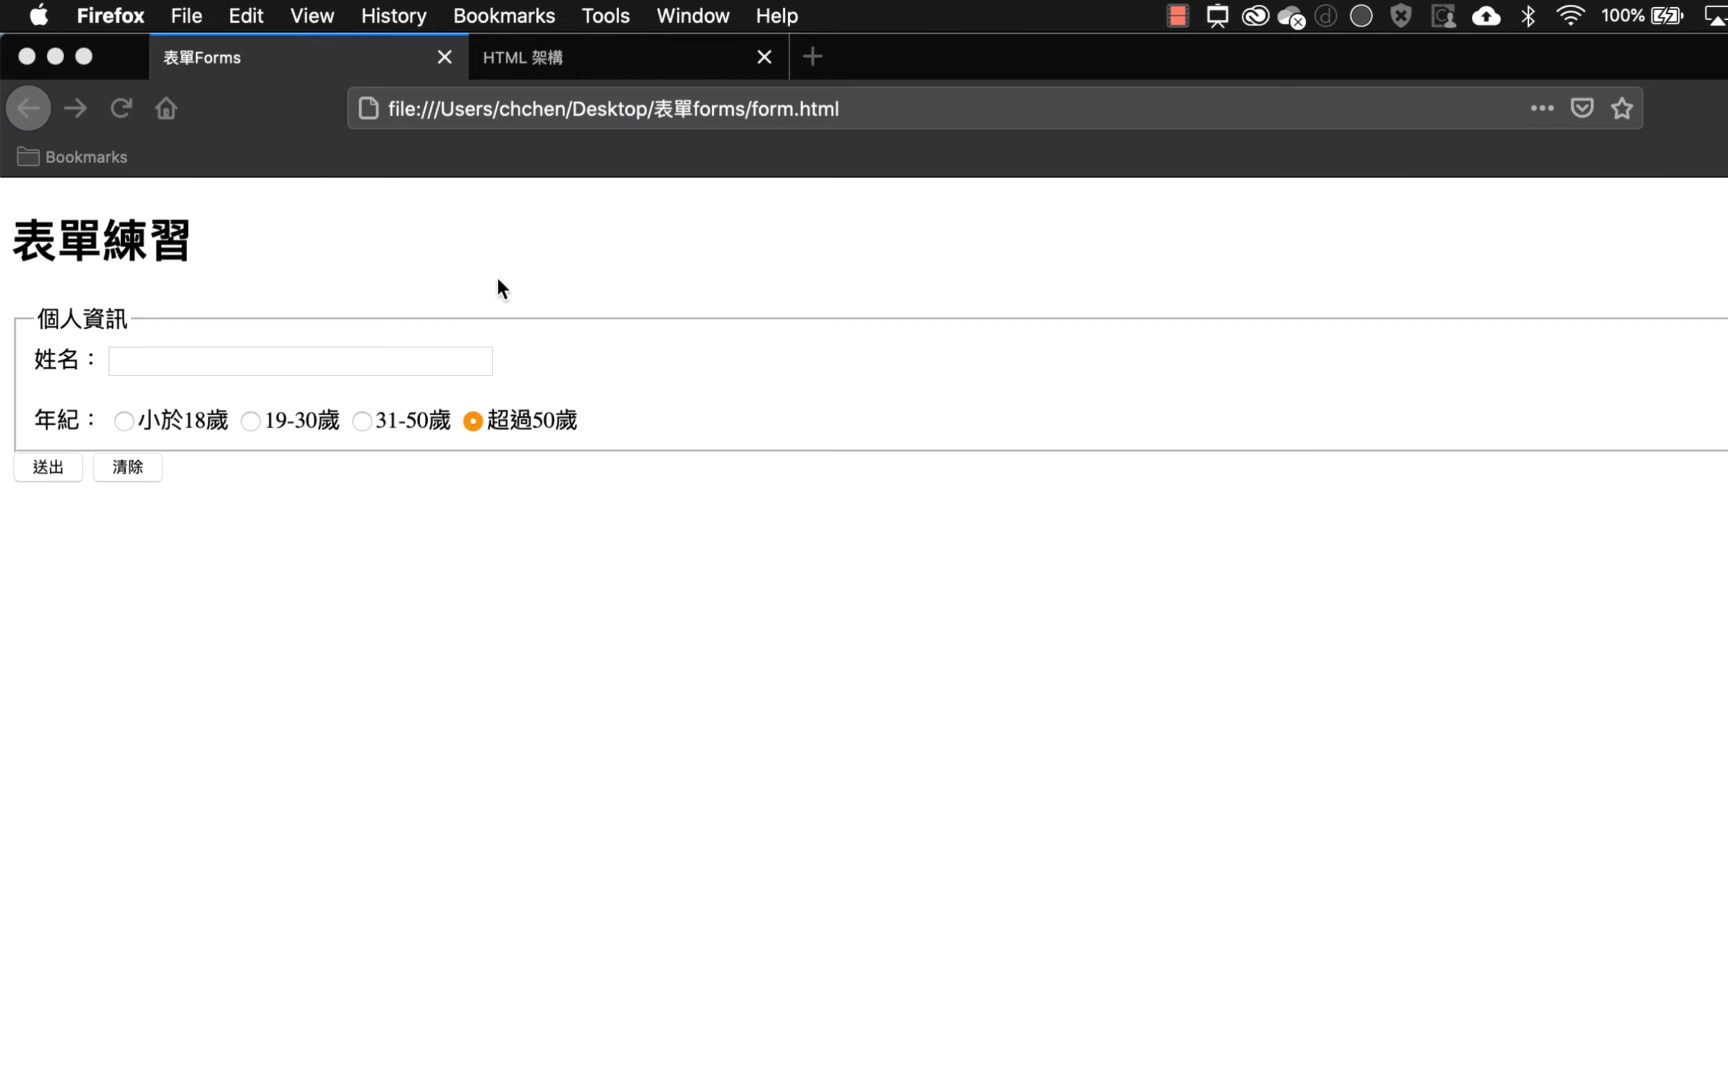 Firefox File Edit View History Bookmarks Tools Window Help 100%
表單Forms HTML 架構
file:///Users/chchen/Desktop/表單forms/form.html
Bookmarks
表單練習
個人資訊
姓名：
年紀： 小於18歲 19-30歲 31-50歲 超過50歲
送出 清除